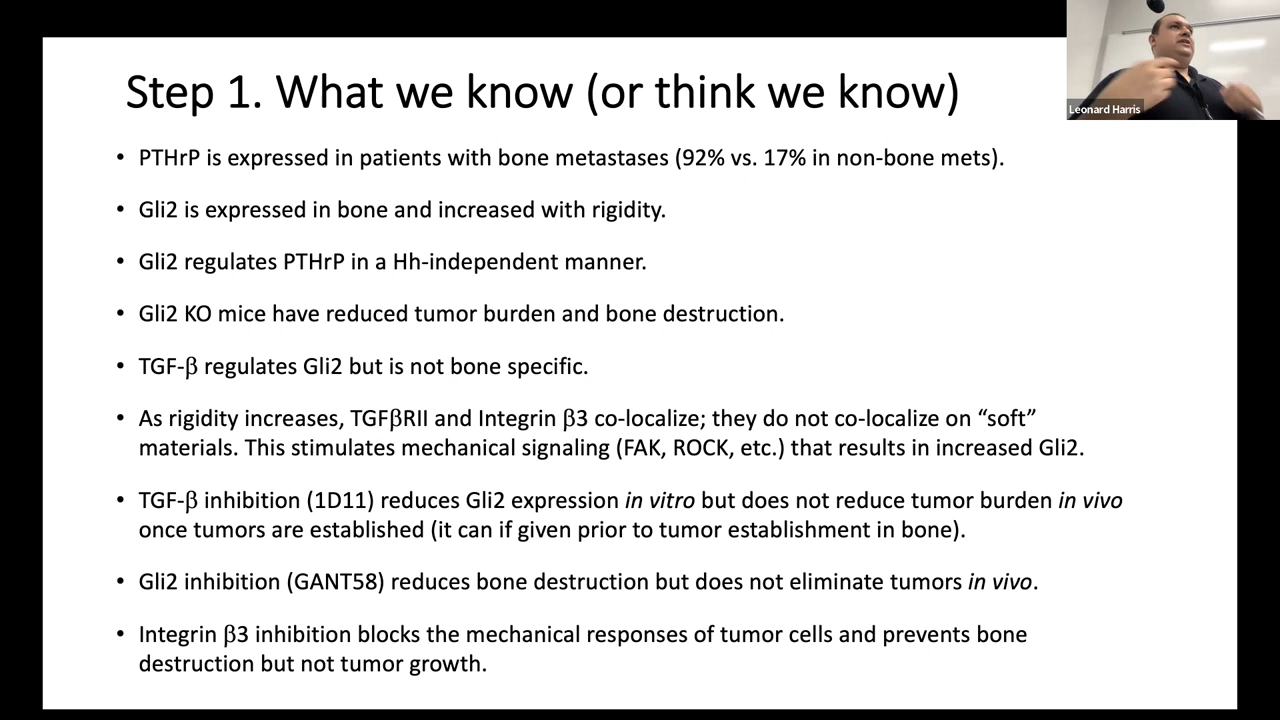 Step 1. What we know (or think we know)
Leonard Harris
• PTHrP is expressed in patients with bone metastases (92% vs. 17% in non-bone mets).
• Gli2 is expressed in bone and increased with rigidity.
• Gli2 regulates PTHrP in a Hh-independent manner.
• Gli2 KO mice have reduced tumor burden and bone destruction.
• TGF-β regulates Gli2 but is not bone specific.
• As rigidity increases, TGFβRII and Integrin β3 co-localize; they do not co-localize on “soft”
materials. This stimulates mechanical signaling (FAK, ROCK, etc.) that results in increased Gli2.
• TGF-β inhibition (1D11) reduces Gli2 expression in vitro but does not reduce tumor burden in vivo
once tumors are established (it can if given prior to tumor establishment in bone).
• Gli2 inhibition (GANT58) reduces bone destruction but does not eliminate tumors in vivo.
• Integrin β3 inhibition blocks the mechanical responses of tumor cells and prevents bone
destruction but not tumor growth.